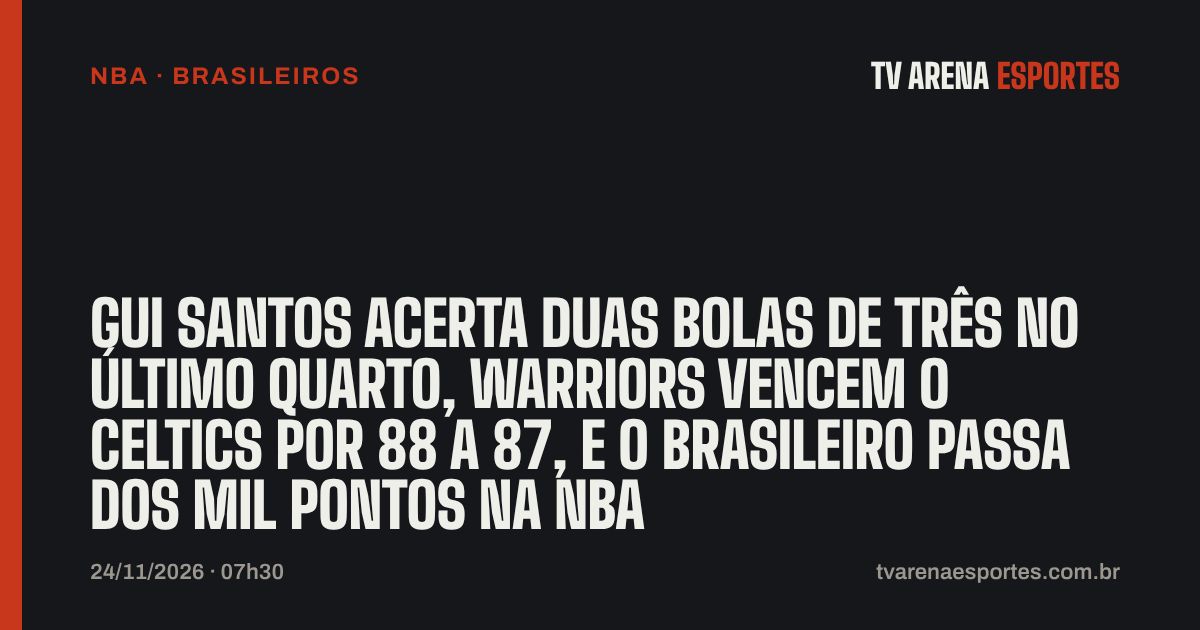 NBA · BRASILEIROS
TV ARENA ESPORTES
GUI SANTOS ACERTA DUAS BOLAS DE TRÊS NO
ÚLTIMO QUARTO, WARRIORS VENCEM O
CELTICS POR 88 A 87, E O BRASILEIRO PASSA
DOS MIL PONTOS NA NBA
24/11/2026 · 07h30
tvarenaesportes.com.br